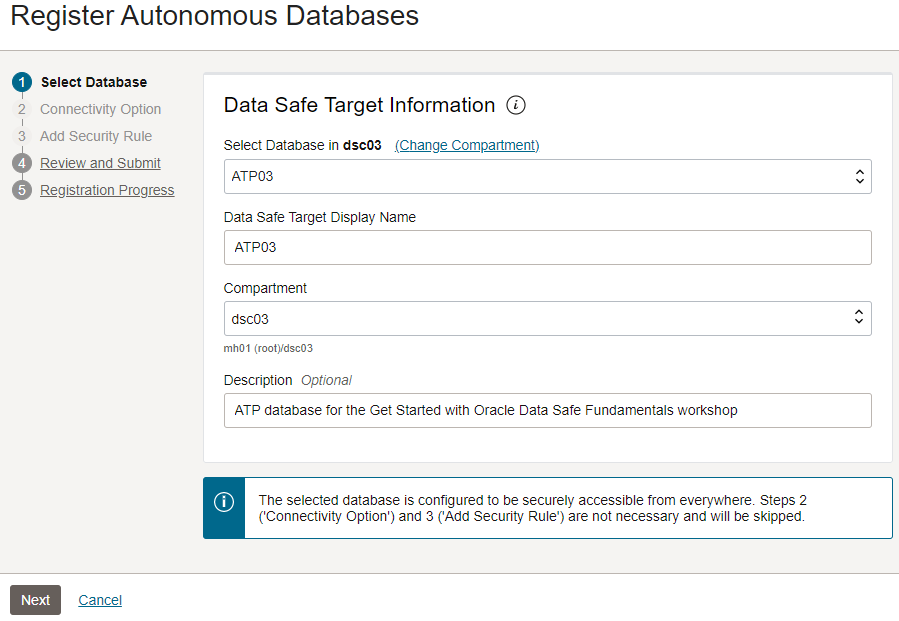 Register Autonomous Databases
1 Select Database
2 Connectivity Option
3 Add Security Rule
4 Review and Submit
5 Registration Progress
Data Safe Target Information i
Select Database in dsc03 (Change Compartment)
ATP03
Data Safe Target Display Name
ATP03
Compartment
dsc03
mh01 (root)/dsc03
Description Optional
ATP database for the Get Started with Oracle Data Safe Fundamentals workshop
i
The selected database is configured to be securely accessible from everywhere. Steps 2
('Connectivity Option') and 3 ('Add Security Rule') are not necessary and will be skipped.
Next Cancel